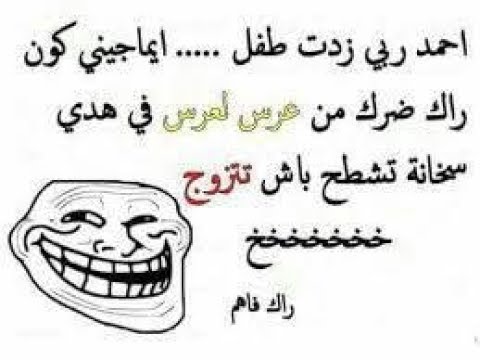 احمد ربي زدت طفل ..... ايماجيني كون
راك ضرك من عرس لعرس في هدي
سخانة تشطح باش تتزوج
خخخخخخخ
راك فاهم